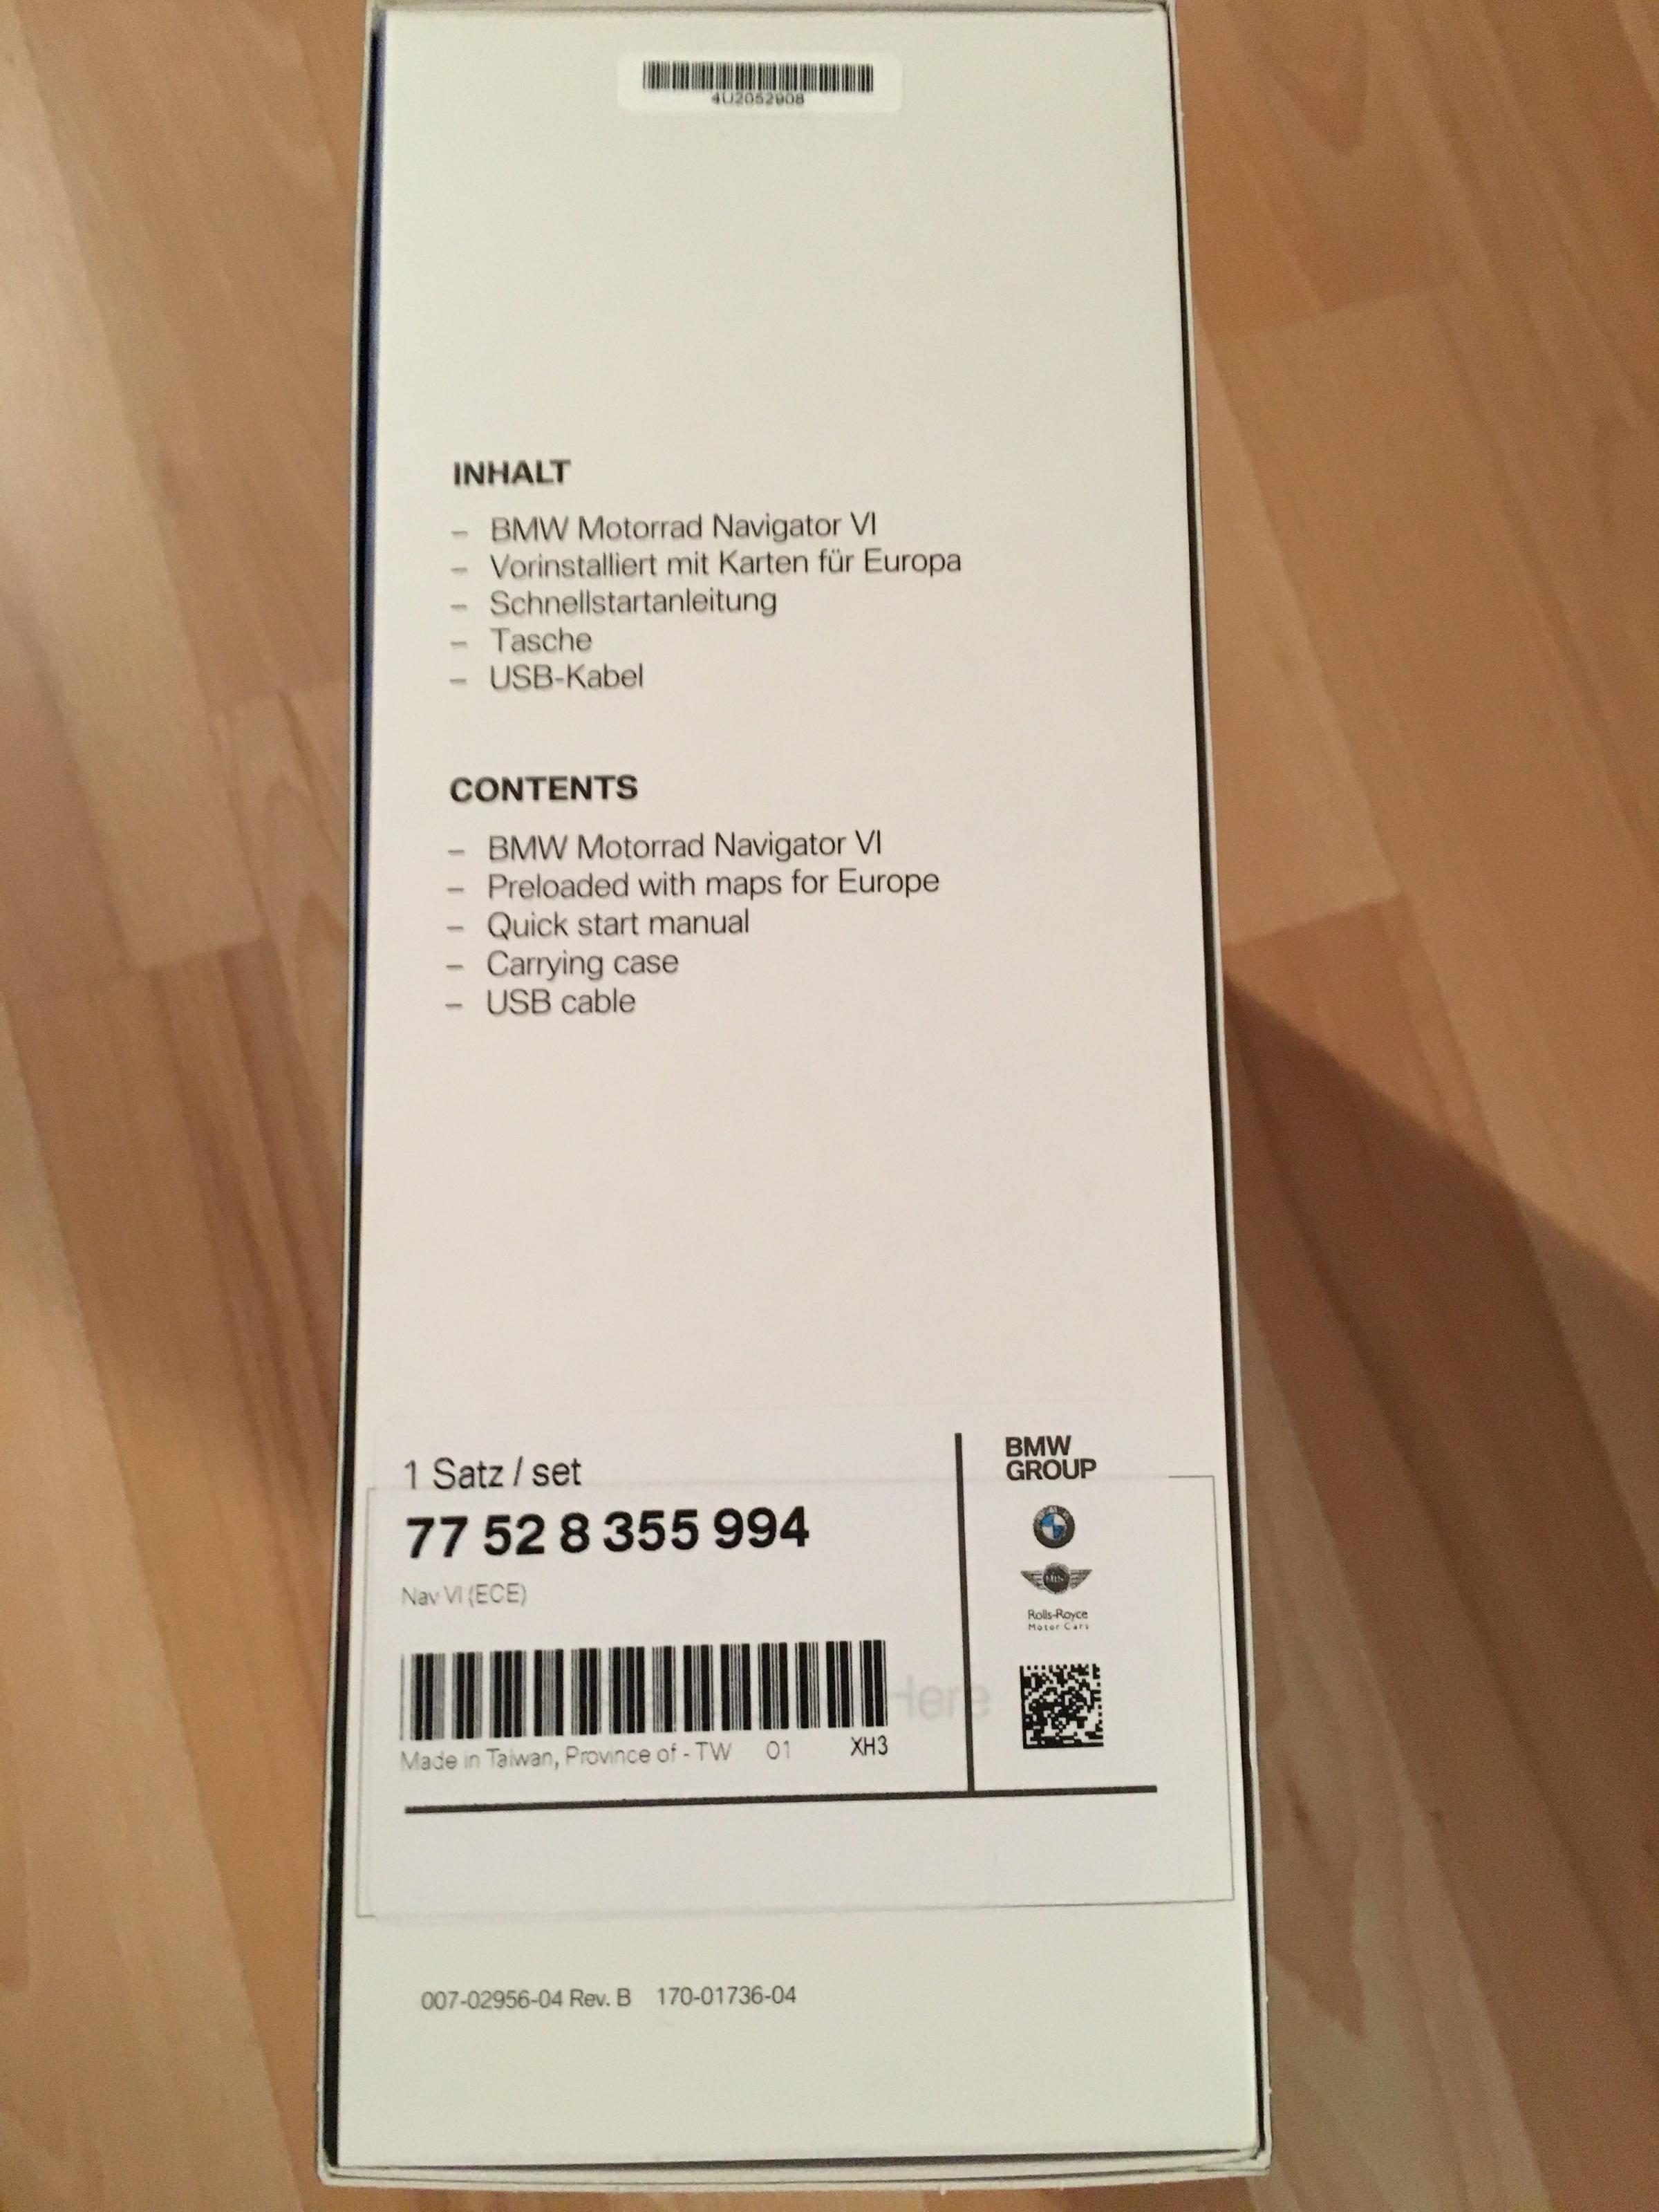 4U2052908
INHALT
– BMW Motorrad Navigator VI
– Vorinstalliert mit Karten für Europa
– Schnellstartanleitung
– Tasche
– USB-Kabel
CONTENTS
– BMW Motorrad Navigator VI
– Preloaded with maps for Europe
– Quick start manual
– Carrying case
– USB cable
1 Satz / set
77 52 8 355 994
Nav VI (ECE)
Made in Taiwan, Province of - TW 01 XH3
BMW
GROUP
MINI
Rolls-Royce
Motor Cars
Here
007-02956-04 Rev. B 170-01736-04